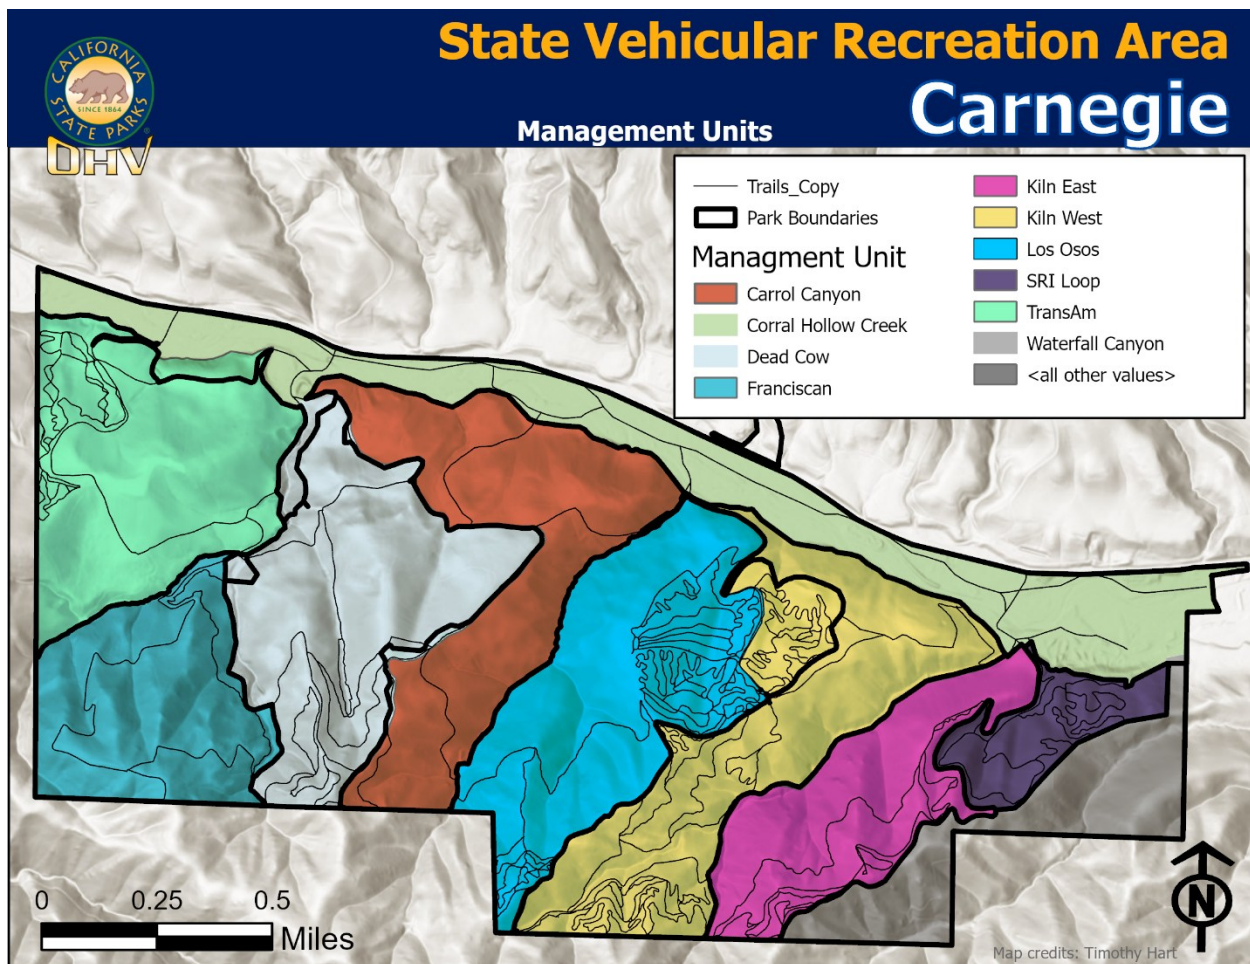 State Vehicular Recreation Area
Carnegie
Management Units
CALIFORNIA
SINCE 1864
STATE PARKS
OHV
Trails_Copy
Park Boundaries
Managment Unit
Carrol Canyon
Corral Hollow Creek
Dead Cow
Franciscan
Kiln East
Kiln West
Los Osos
SRI Loop
TransAm
Waterfall Canyon
<all other values>
0 0.25 0.5
Miles
N
Map credits: Timothy Hart